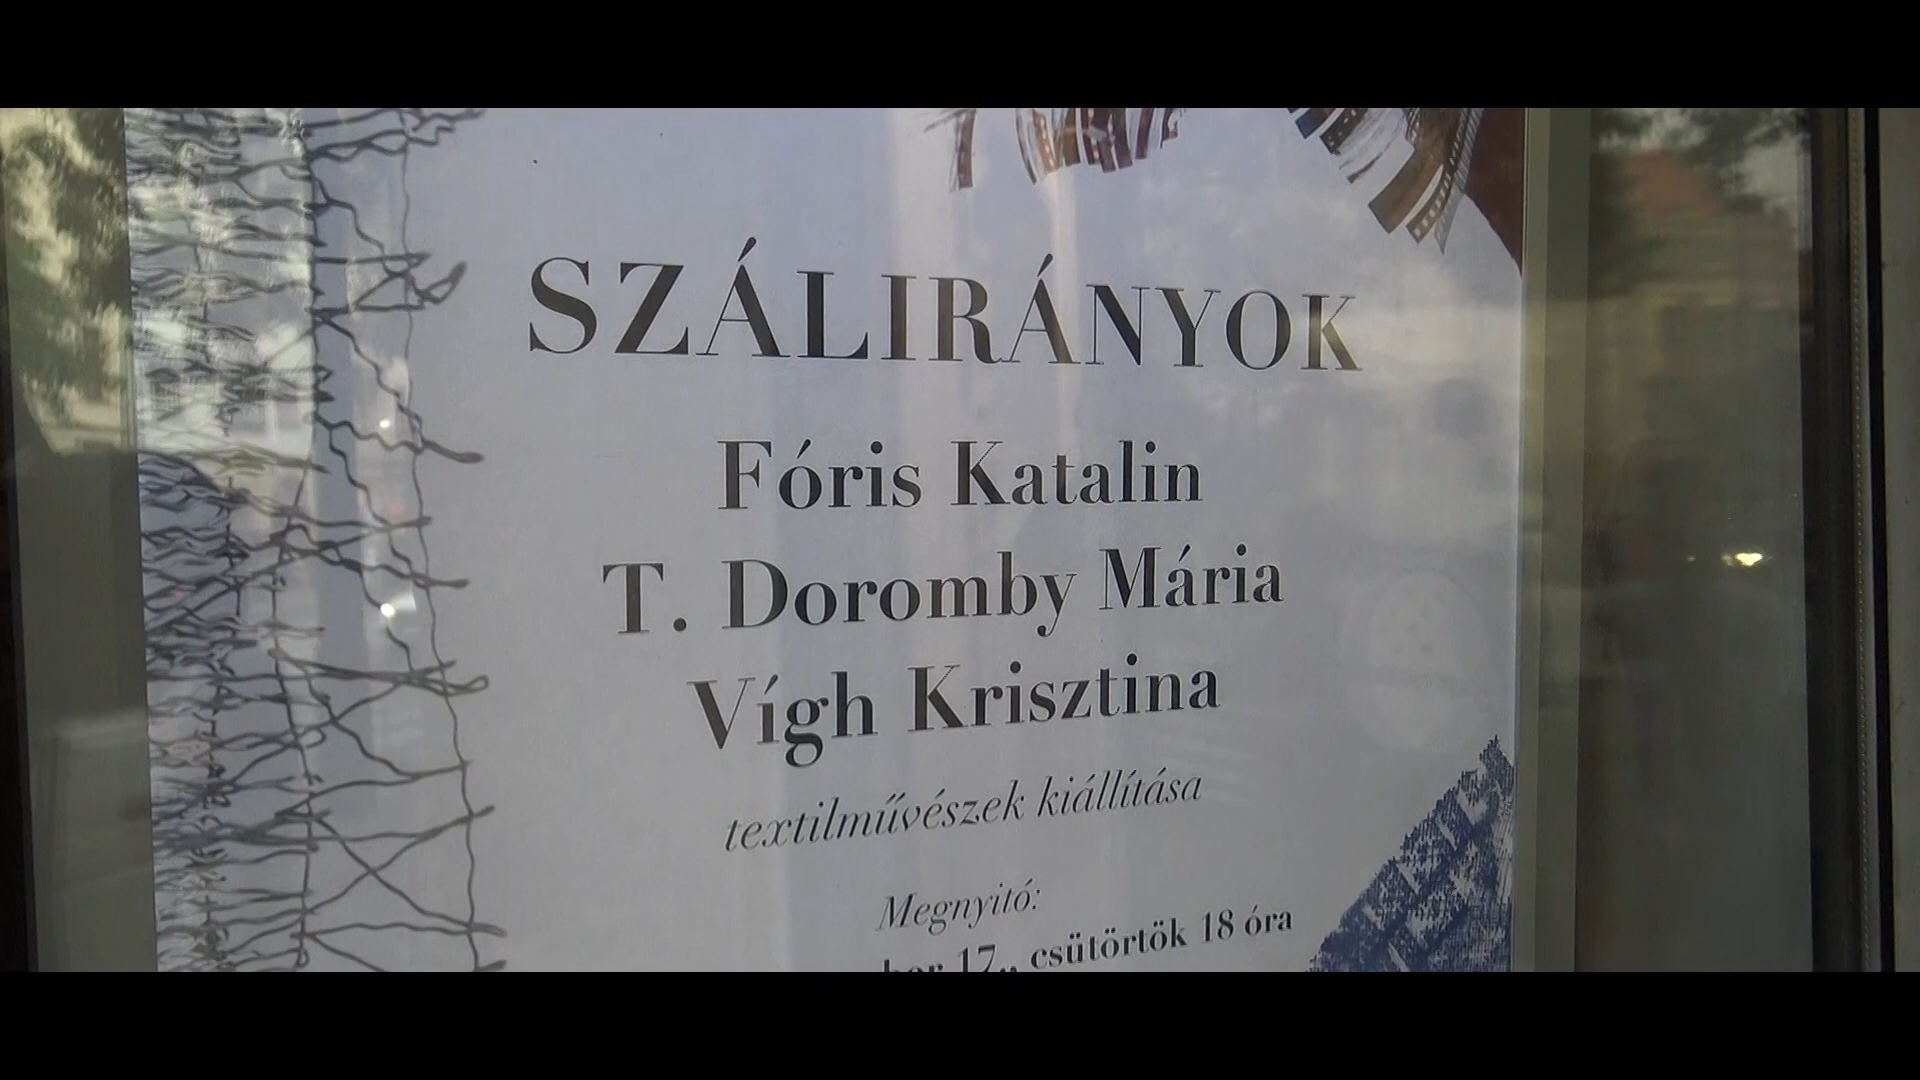 SZÁLIRÁNYOK
Fóris Katalin
T. Doromby Mária
Vígh Krisztina
textilművészek kiállítása
Megnyitó:
17., csütörtök 18 óra